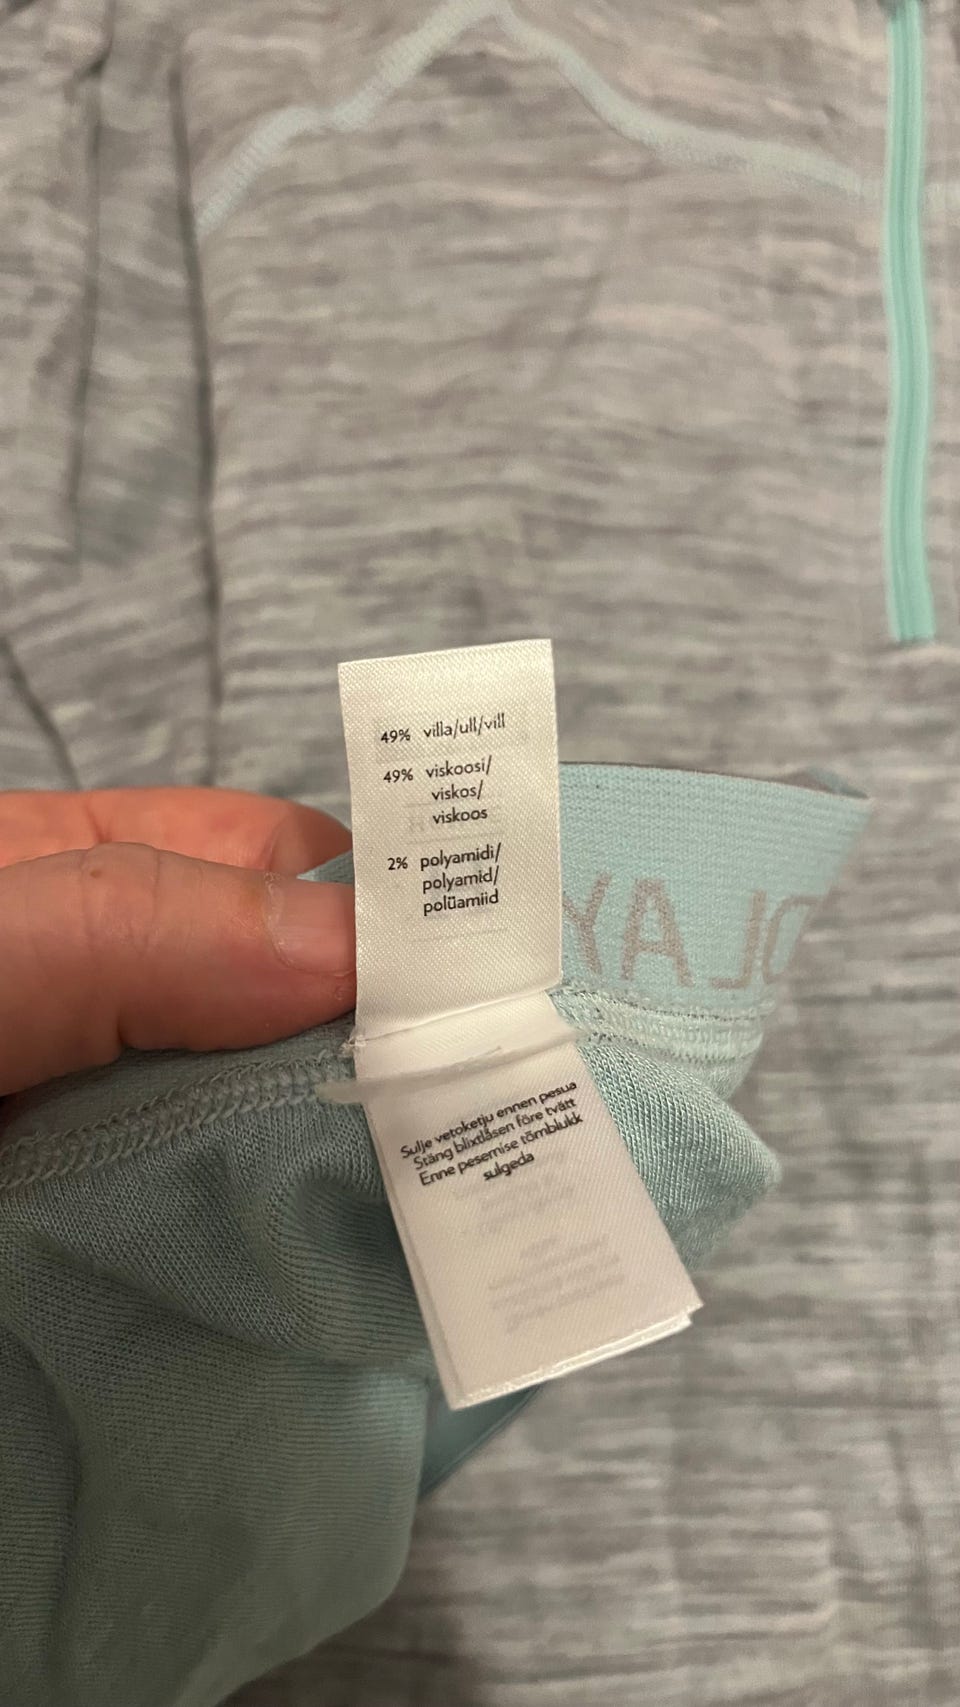 49% villa/ull/vill
49% viskoosi/
viskos/
viskoos
2% polyamidi/
polyamid/
polüamiid
YAJO
Sulje vetoketju ennen pesua
Stäng blixtlåsen före tvätt
Enne pesemise tõmblukk
sulgeda